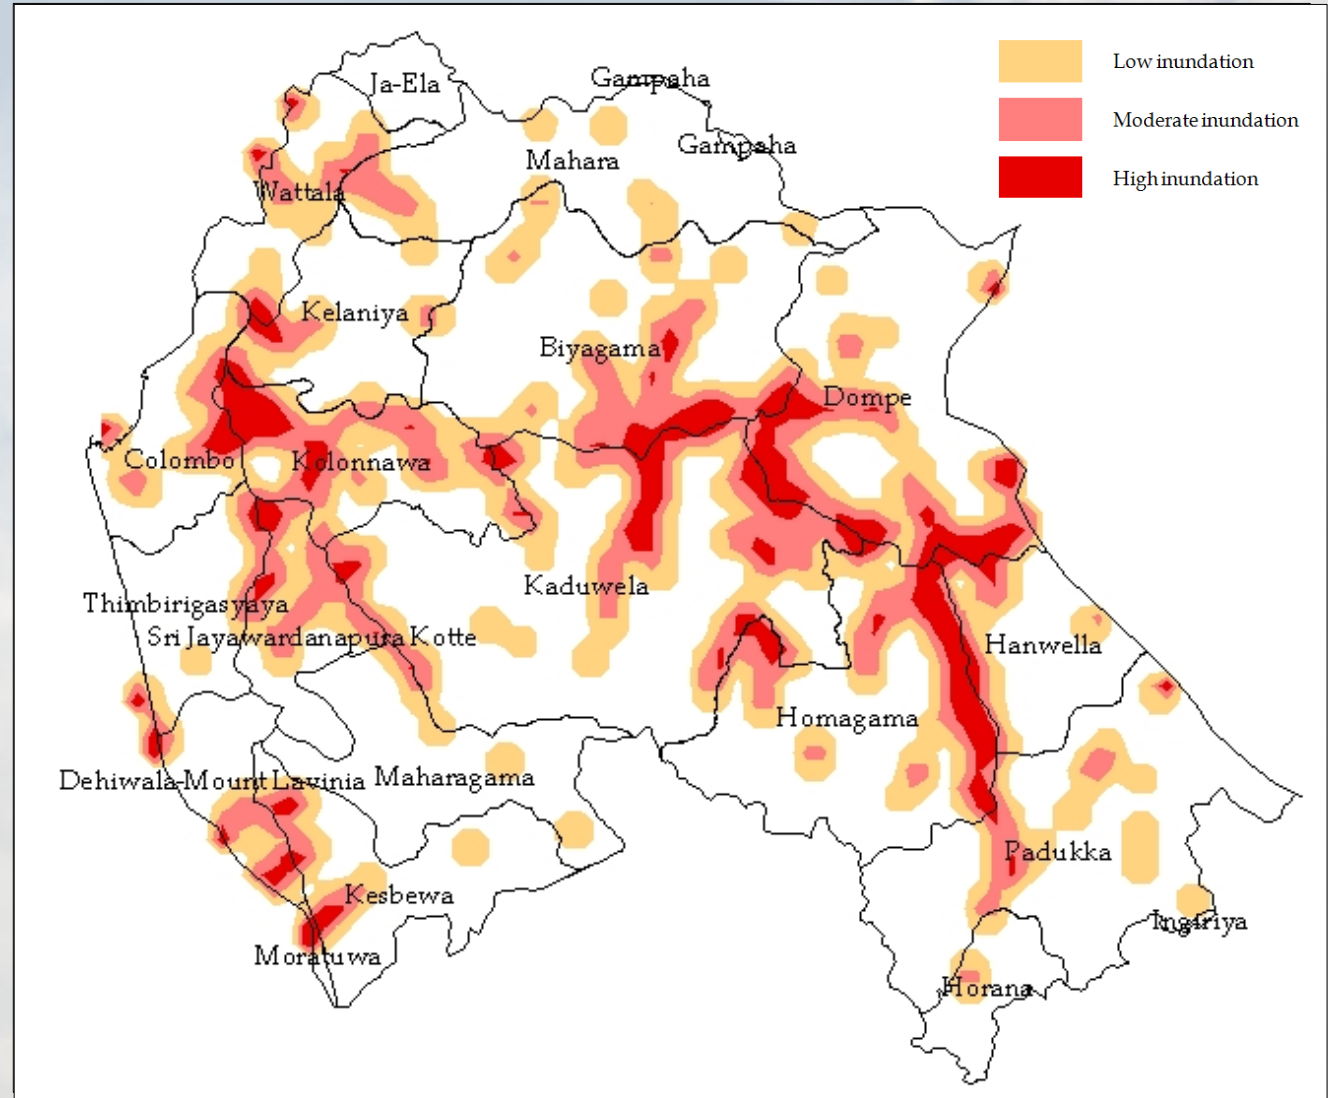 Low inundation
Moderate inundation
High inundation
Ja-Ela
Gampaha
Gampaha
Mahara
Wattala
Kelaniya
Biyagama
Dompe
Colombo
Kolonnawa
Kaduwela
Thimbirigasyaya
Sri Jayawardanapura Kotte
Hanwella
Homagama
Dehiwala-Mount Lavinia
Maharagama
Padukka
Kesbewa
Ingiriya
Moratuwa
Horana